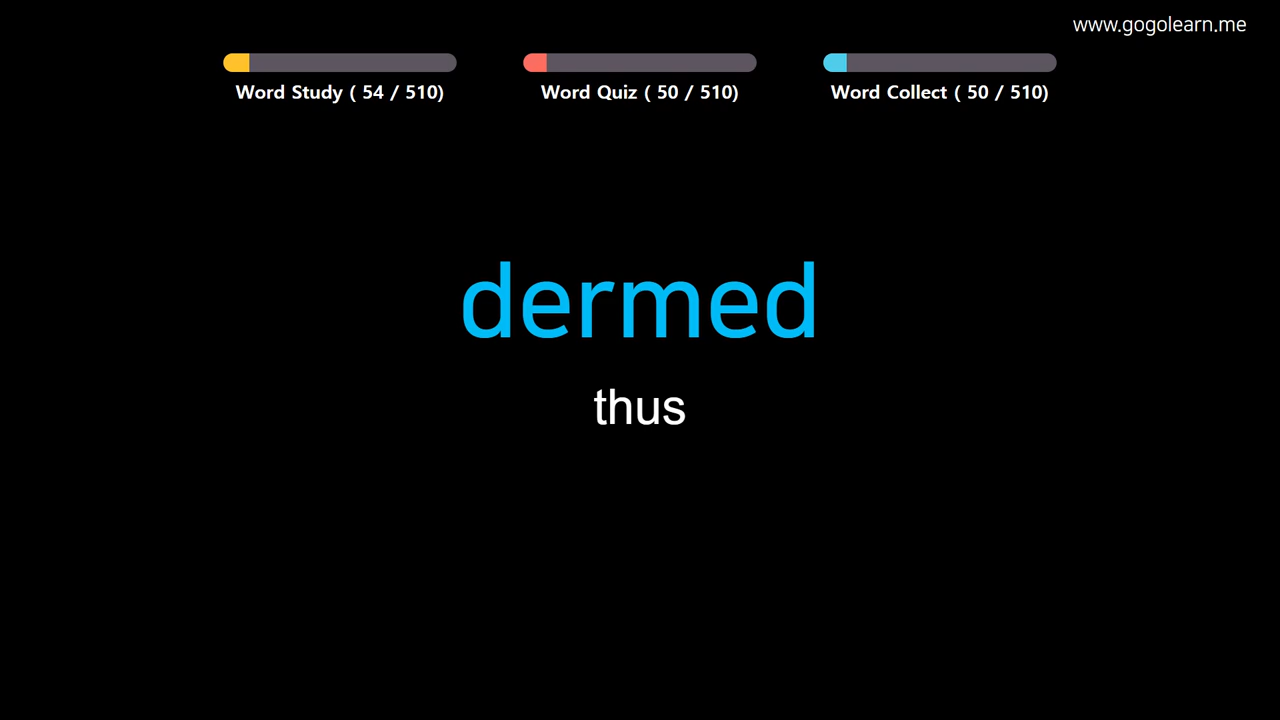 www.gogolearn.me
Word Study ( 54 / 510)
Word Quiz ( 50 / 510)
Word Collect ( 50 / 510)
dermed
thus